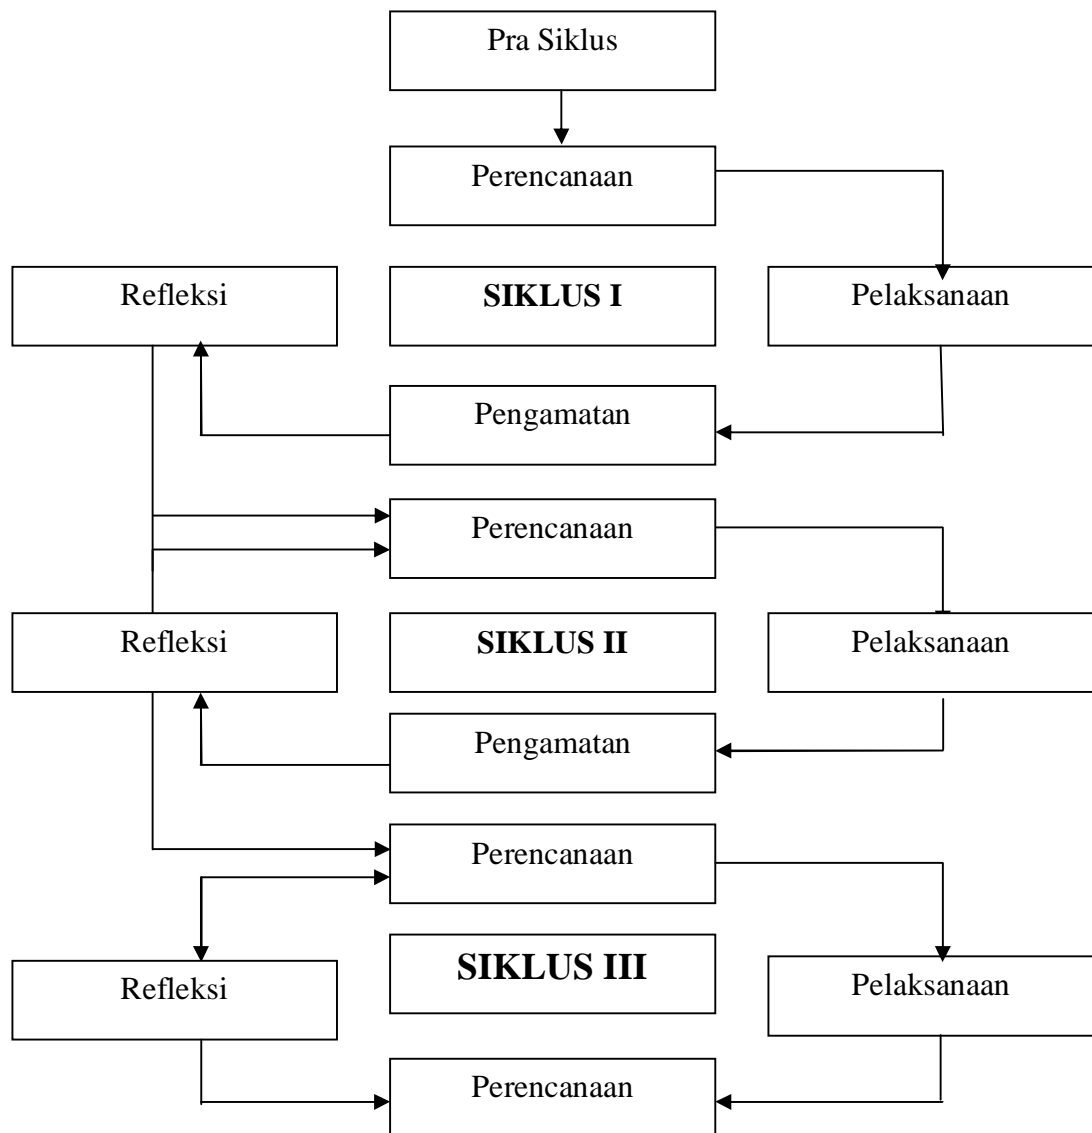 Pra Siklus
Perencanaan
Refleksi
SIKLUS I
Pelaksanaan
Pengamatan
Perencanaan
Refleksi
SIKLUS II
Pelaksanaan
Pengamatan
Perencanaan
Refleksi
SIKLUS III
Pelaksanaan
Perencanaan